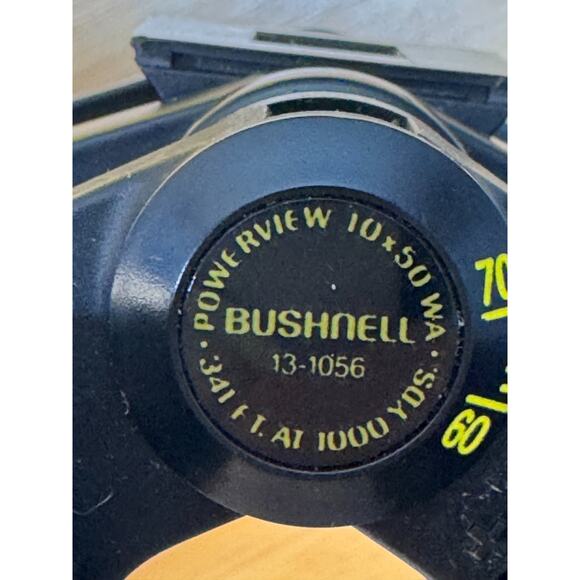 POWERVIEW 10x50 WA
BUSHNELL
13-1056
· 341 FT. AT 1000 YDS. ·
70
60